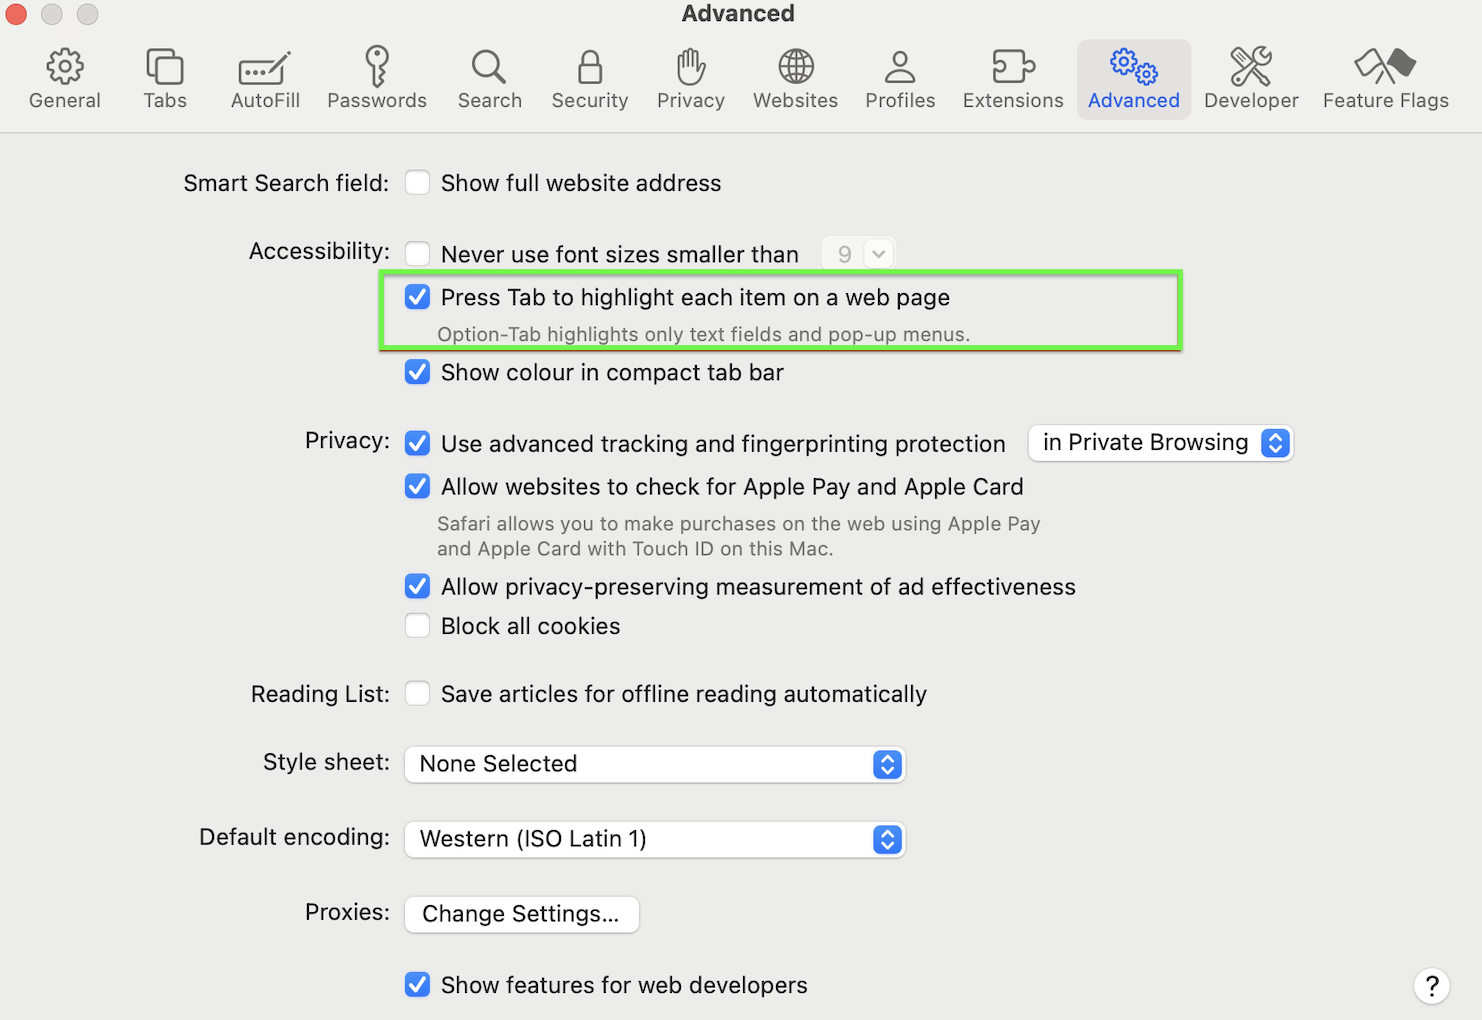 Advanced
General Tabs AutoFill Passwords Search Security Privacy Websites Profiles Extensions Advanced Developer Feature Flags
Smart Search field: Show full website address
Accessibility: Never use font sizes smaller than 9
Press Tab to highlight each item on a web page
Option-Tab highlights only text fields and pop-up menus.
Show colour in compact tab bar
Privacy: Use advanced tracking and fingerprinting protection in Private Browsing
Allow websites to check for Apple Pay and Apple Card
Safari allows you to make purchases on the web using Apple Pay
and Apple Card with Touch ID on this Mac.
Allow privacy-preserving measurement of ad effectiveness
Block all cookies
Reading List: Save articles for offline reading automatically
Style sheet: None Selected
Default encoding: Western (ISO Latin 1)
Proxies: Change Settings...
Show features for web developers
?